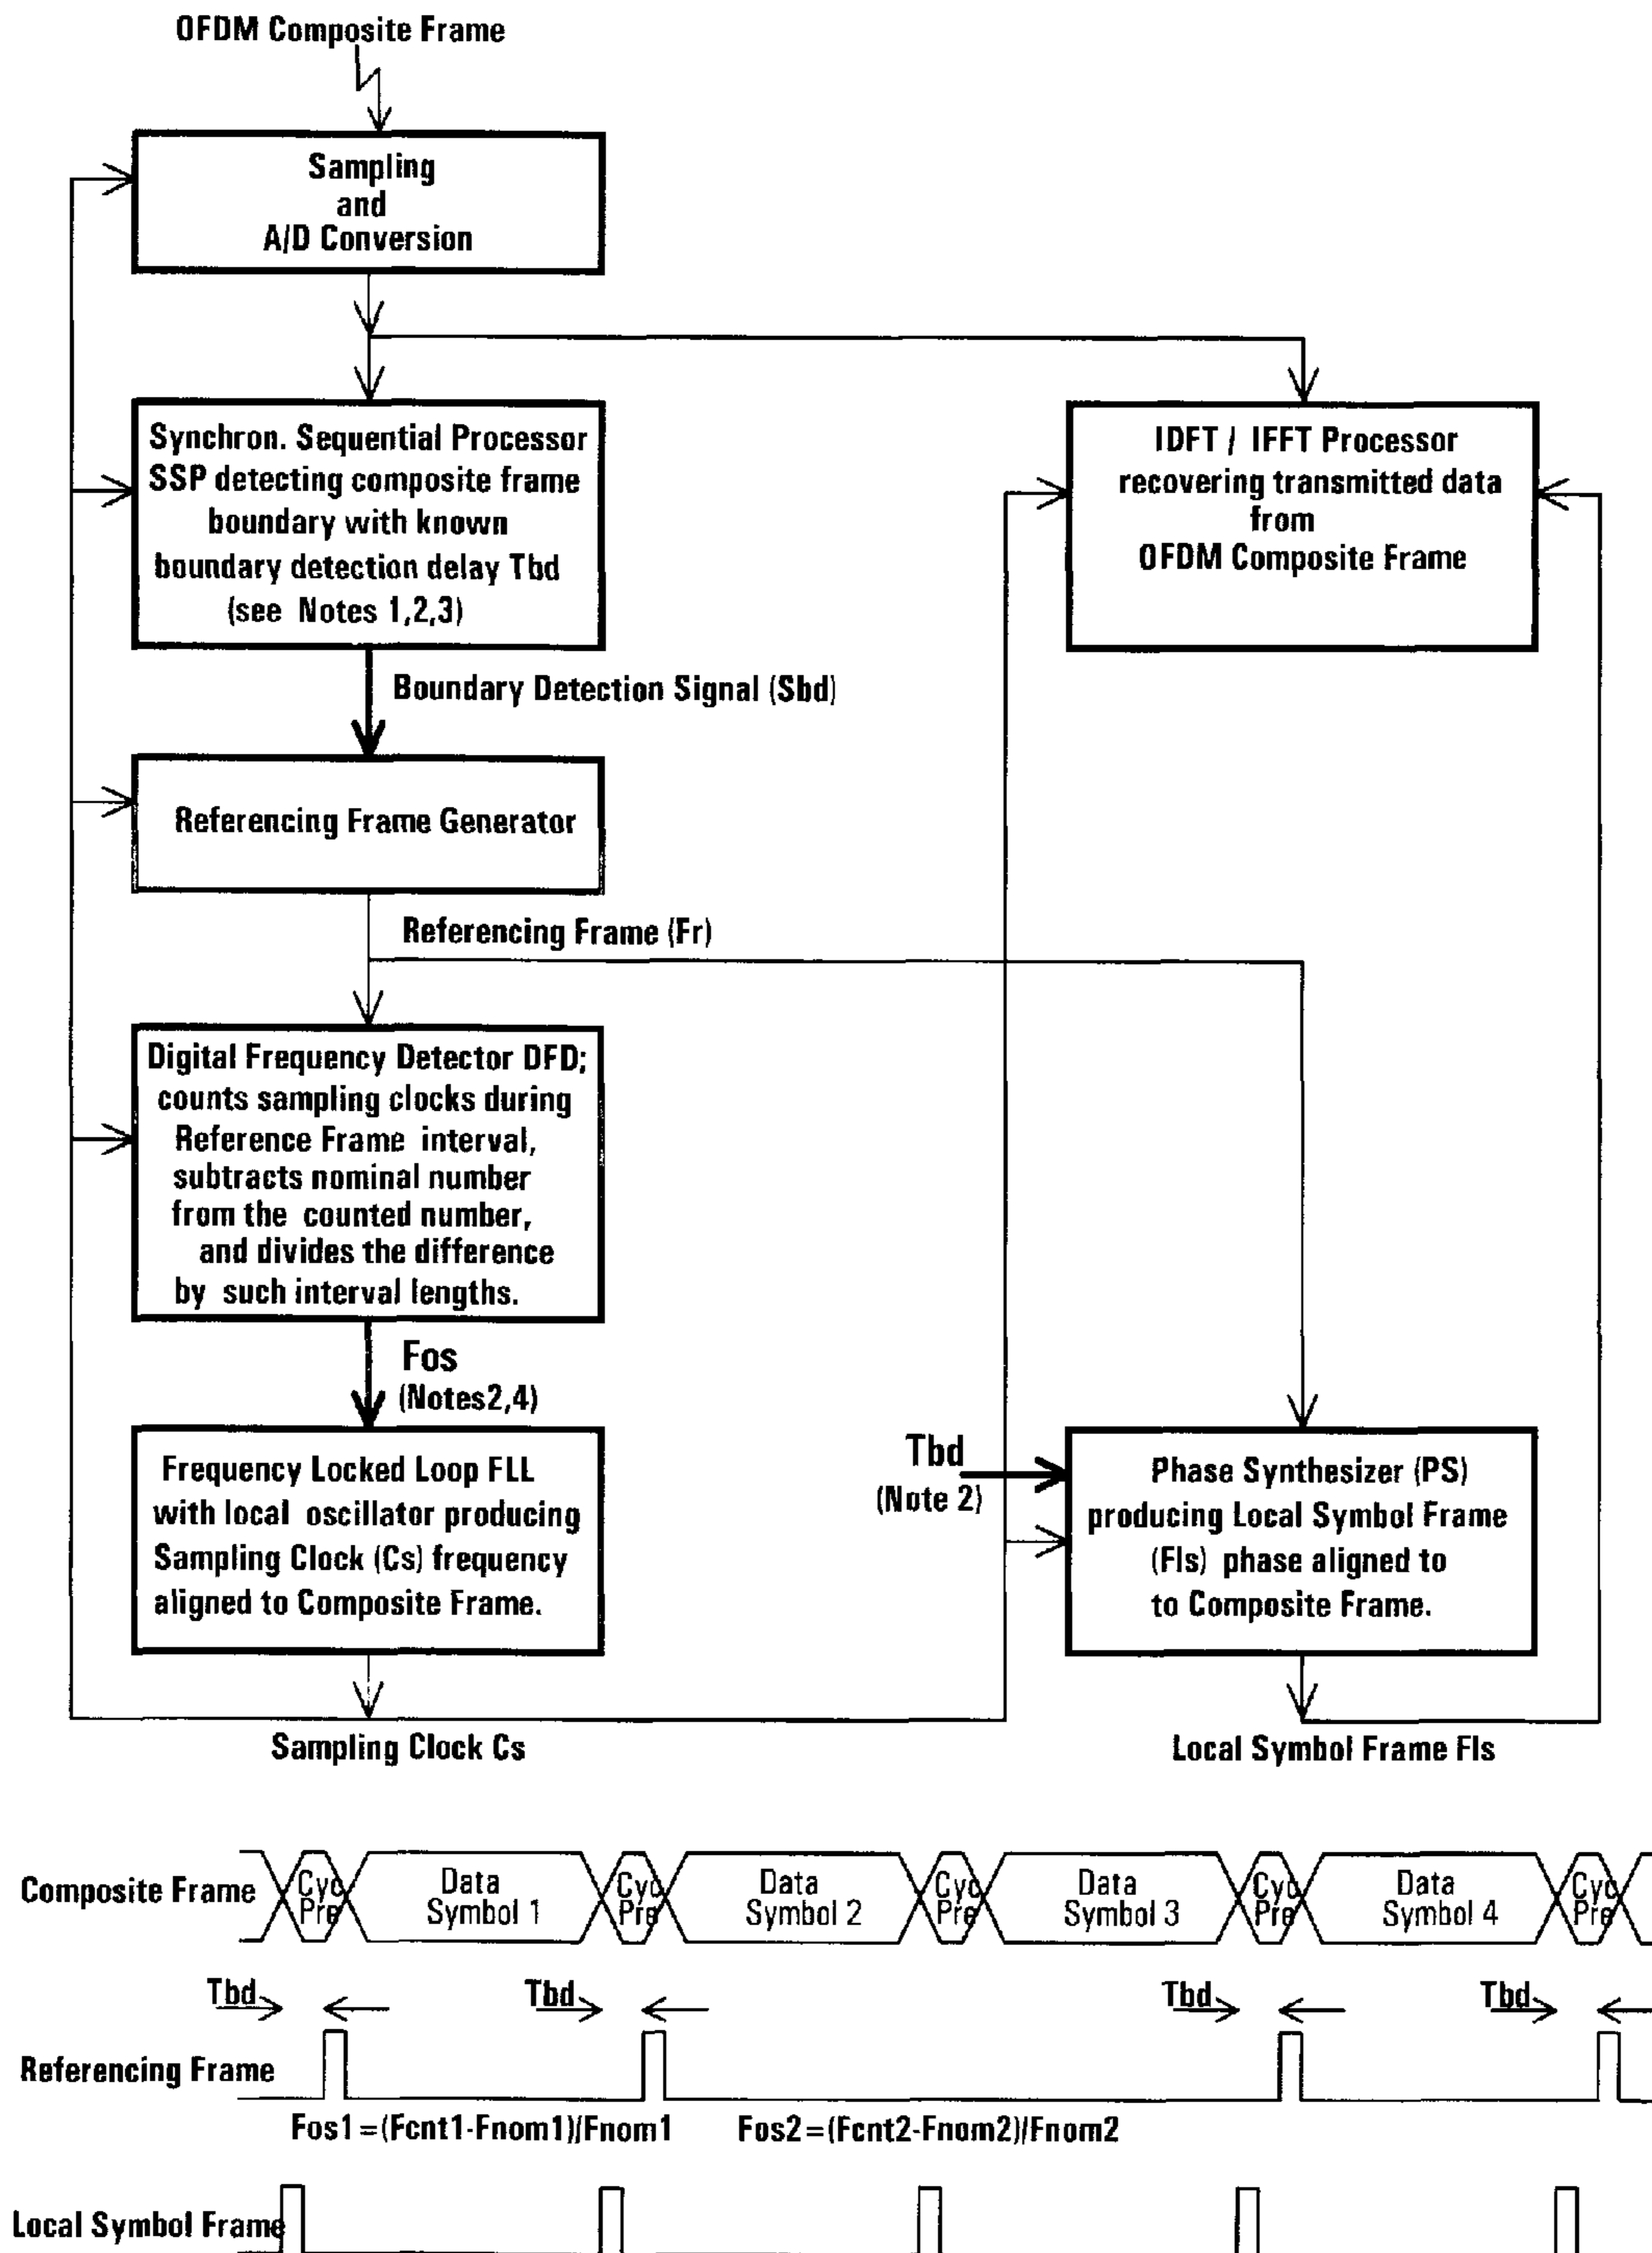 OFDM Composite Frame
Sampling
and
A/D Conversion
Synchron. Sequential Processor
SSP detecting composite frame
boundary with known
boundary detection delay Tbd
(see Notes 1,2,3)
IDFT / IFFT Processor
recovering transmitted data
from
OFDM Composite Frame
Boundary Detection Signal (Sbd)
Referencing Frame Generator
Referencing Frame (Fr)
Digital Frequency Detector DFD;
counts sampling clocks during
Reference Frame interval,
subtracts nominal number
from the counted number,
and divides the difference
by such interval lengths.
Fos
(Notes2,4)
Frequency Locked Loop FLL
with local oscillator producing
Sampling Clock (Cs) frequency
aligned to Composite Frame.
Tbd
(Note 2)
Phase Synthesizer (PS)
producing Local Symbol Frame
(Fls) phase aligned to
to Composite Frame.
Sampling Clock Cs
Local Symbol Frame Fls
Composite Frame
Cyc Pre
Data Symbol 1
Cyc Pre
Data Symbol 2
Cyc Pre
Data Symbol 3
Cyc Pre
Data Symbol 4
Cyc Pre
Tbd Tbd Tbd Tbd
Referencing Frame
Fos1=(Fcnt1-Fnom1)/Fnom1 Fos2=(Fcnt2-Fnom2)/Fnom2
Local Symbol Frame